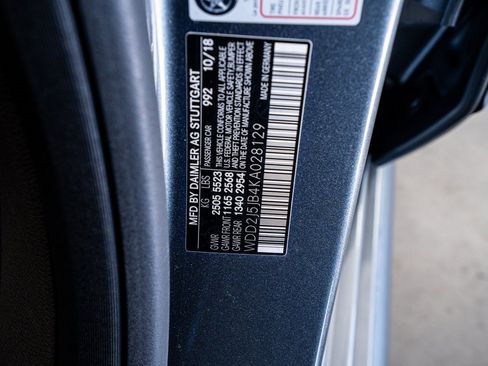 MFD BY DAIMLER AG STUTTGART
PASSENGER CAR 992 10/18
KG LBS
GVWR 2505 5523
GAWR FRONT 1165 2568
GAWR REAR 1340 2954
THIS VEHICLE CONFORMS TO ALL APPLICABLE
U.S. FEDERAL MOTOR VEHICLE SAFETY, BUMPER,
AND THEFT PREVENTION STANDARDS IN EFFECT
ON THE DATE OF MANUFACTURE SHOWN ABOVE
WDD2J5JB4KA028129
MADE IN GERMANY